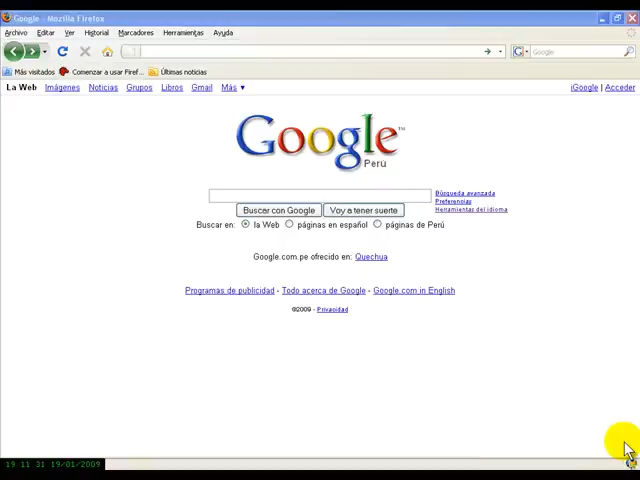 Google - Mozilla Firefox
Archivo Editar Ver Historial Marcadores Herramientas Ayuda
Google
Más visitados Comenzar a usar Firef... Últimas noticias
La Web Imágenes Noticias Grupos Libros Gmail Más ▼ iGoogle | Acceder
Google™
Perú
Búsqueda avanzada
Preferencias
Herramientas del idioma
Buscar con Google Voy a tener suerte
Buscar en: la Web páginas en español páginas de Perú
Google.com.pe ofrecido en: Quechua
Programas de publicidad - Todo acerca de Google - Google.com in English
©2009 - Privacidad
19 11 31 19/01/2009